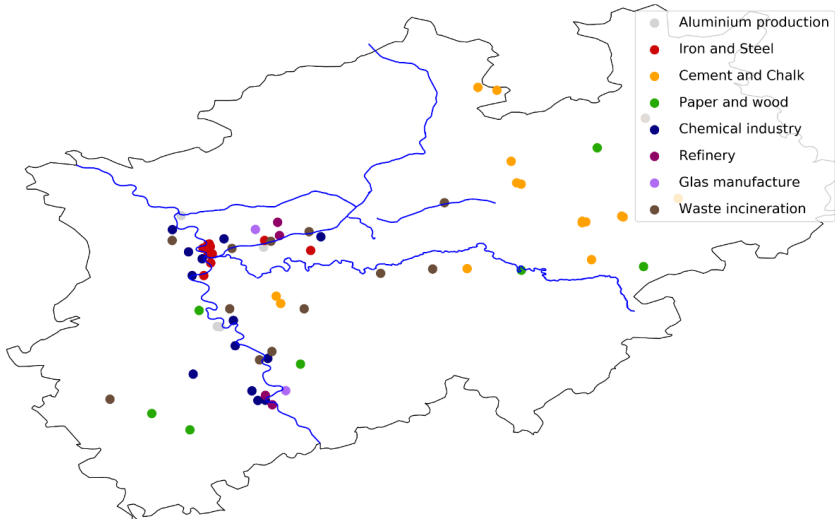 Aluminium production
Iron and Steel
Cement and Chalk
Paper and wood
Chemical industry
Refinery
Glas manufacture
Waste incineration